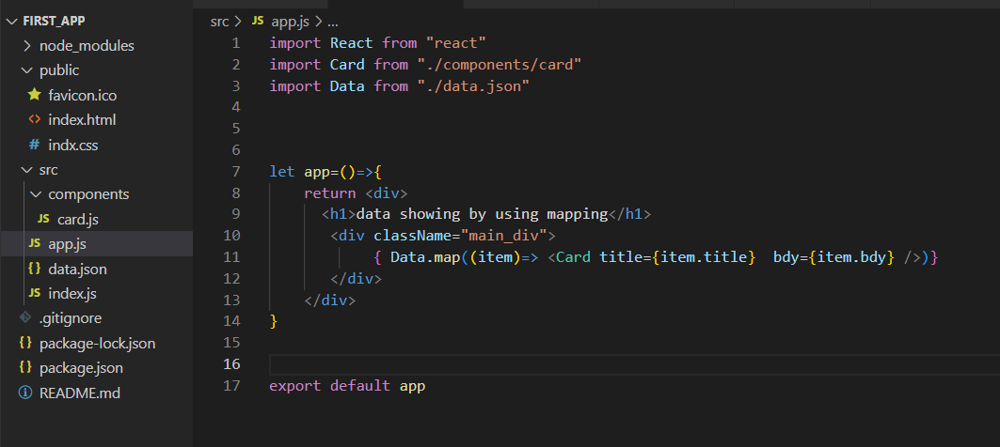 FIRST_APP
node_modules
public
favicon.ico
index.html
# indx.css
src
components
JS card.js
JS app.js
{} data.json
JS index.js
.gitignore
{} package-lock.json
{} package.json
README.md
src > JS app.js > ...
1 import React from "react"
2 import Card from "./components/card"
3 import Data from "./data.json"
4
5
6
7 let app=()=>{
8 return <div>
9 <h1>data showing by using mapping</h1>
10 <div className="main_div">
11 { Data.map((item)=> <Card title={item.title}  bdy={item.bdy} />)}
12 </div>
13 </div>
14 }
15
16
17 export default app